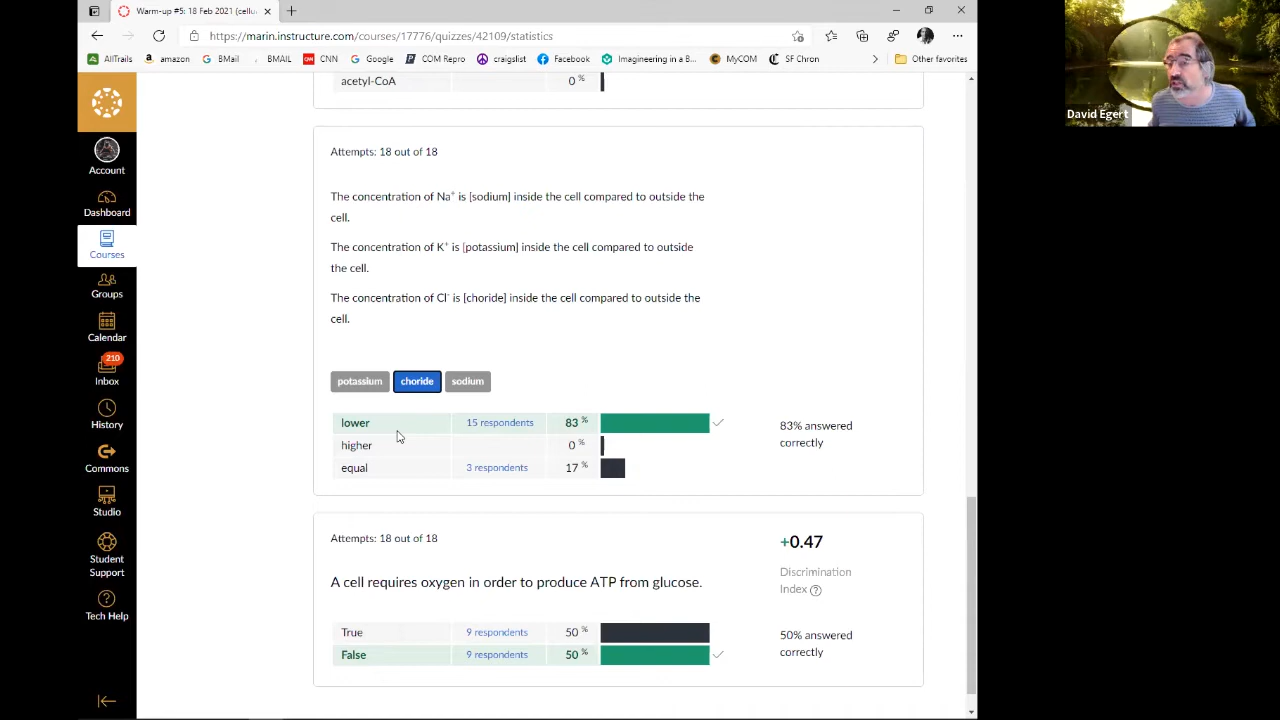 Warm-up #5: 18 Feb 2021 (cellu
https://marin.instructure.com/courses/17776/quizzes/42109/statistics
AllTrails
amazon
BMail
BMAIL
CNN
Google
COM Repro
craigslist
Facebook
Imagineering in a B...
MyCOM
SF Chron
Other favorites
David Egert
Account
Dashboard
Courses
Groups
Calendar
210
Inbox
History
Commons
Studio
Student
Support
Tech Help
acetyl-CoA 0 %
Attempts: 18 out of 18
The concentration of Na+ is [sodium] inside the cell compared to outside the
cell.
The concentration of K+ is [potassium] inside the cell compared to outside
the cell.
The concentration of Cl- is [choride] inside the cell compared to outside the
cell.
potassium choride sodium
lower 15 respondents 83 %
higher 0 %
equal 3 respondents 17 %
83% answered
correctly
Attempts: 18 out of 18
+0.47
Discrimination
Index ?
A cell requires oxygen in order to produce ATP from glucose.
True 9 respondents 50 %
False 9 respondents 50 %
50% answered
correctly